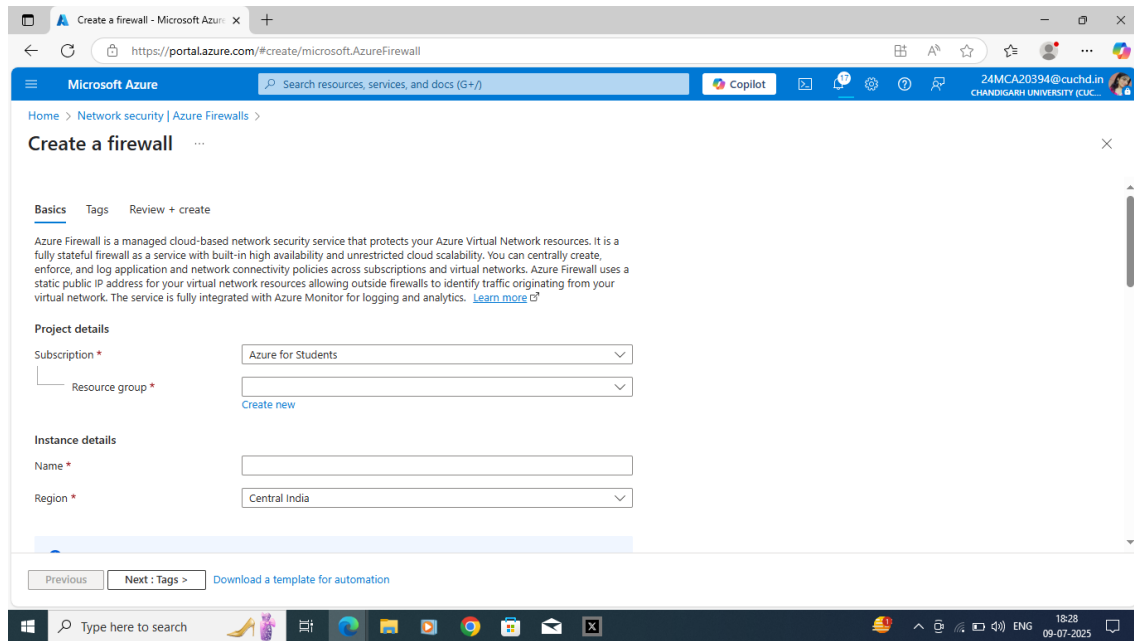 Create a firewall - Microsoft Azur
https://portal.azure.com/#create/microsoft.AzureFirewall
Microsoft Azure
Search resources, services, and docs (G+/)
Copilot
17
24MCA20394@cuchd.in
CHANDIGARH UNIVERSITY (CUC...
Home > Network security | Azure Firewalls >
Create a firewall ...
Basics Tags Review + create
Azure Firewall is a managed cloud-based network security service that protects your Azure Virtual Network resources. It is a
fully stateful firewall as a service with built-in high availability and unrestricted cloud scalability. You can centrally create,
enforce, and log application and network connectivity policies across subscriptions and virtual networks. Azure Firewall uses a
static public IP address for your virtual network resources allowing outside firewalls to identify traffic originating from your
virtual network. The service is fully integrated with Azure Monitor for logging and analytics. Learn more
Project details
Subscription * Azure for Students
Resource group *
Create new
Instance details
Name *
Region * Central India
Previous Next : Tags > Download a template for automation
Type here to search
ENG
18:28
09-07-2025